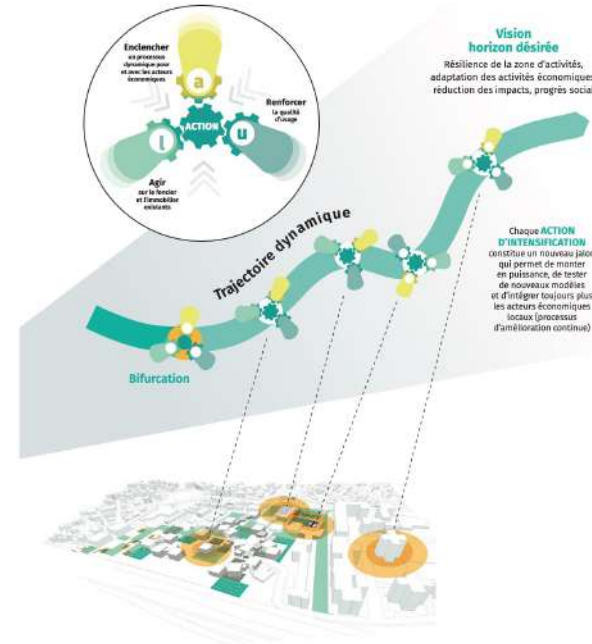 Enclencher
un processus
dynamique pour
et avec les acteurs
économiques
a
Renforcer
la qualité
d'usage
ACTION
l
u
Agir
sur le foncier
et l'immobilier
existants
Vision
horizon désirée
Résilience de la zone d'activités,
adaptation des activités économiques
réduction des impacts, progrès social
Trajectoire dynamique
Chaque ACTION
D'INTENSIFICATION
constitue un nouveau jalon
qui permet de monter
en puissance, de tester
de nouveaux modèles
et d'intégrer toujours plus
les acteurs économiques
locaux (processus
d'amélioration continue)
Bifurcation